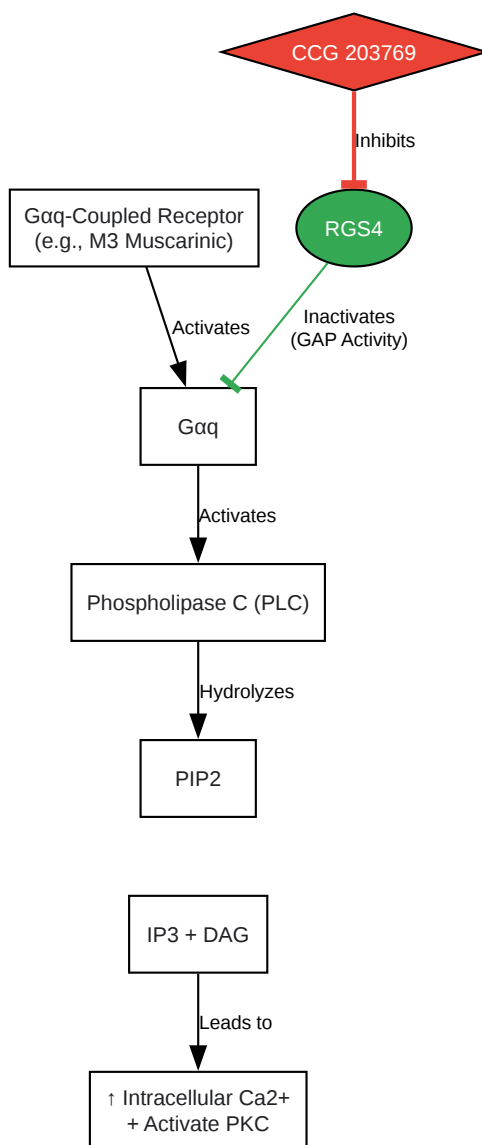 CCG 203769
Inhibits
Gαq-Coupled Receptor
(e.g., M3 Muscarinic)
RGS4
Activates
Inactivates
(GAP Activity)
Gαq
Activates
Phospholipase C (PLC)
Hydrolyzes
PIP2
IP3 + DAG
Leads to
↑ Intracellular Ca2+
+ Activate PKC